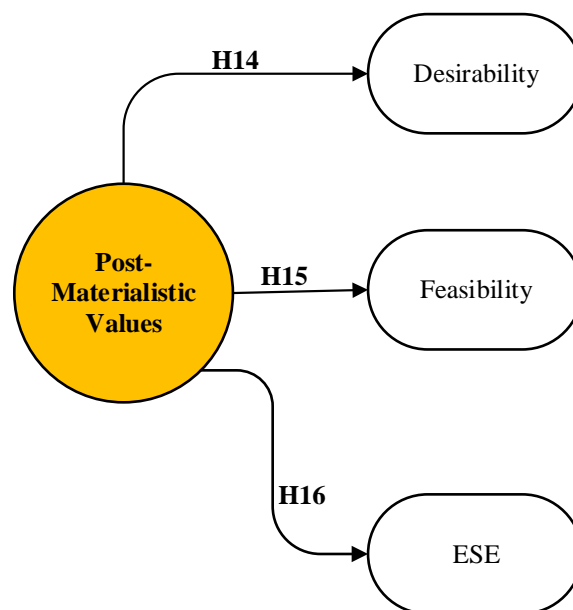 H14
Desirability
Post-
Materialistic
Values
H15
Feasibility
H16
ESE